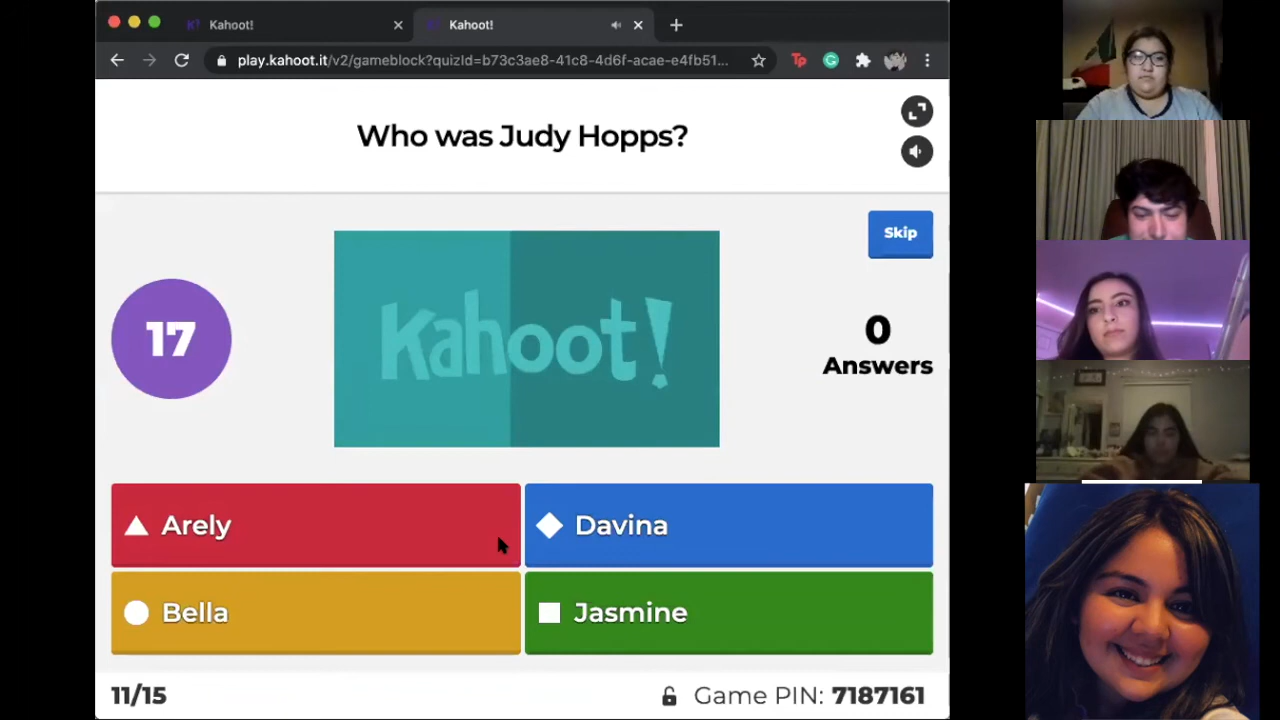 Kahoot!
Kahoot!
play.kahoot.it/v2/gameblock?quizId=b73c3ae8-41c8-4d6f-acae-e4fb51...
Tp
Who was Judy Hopps?
Skip
17
Kahoot!
0
Answers
Arely
Davina
Bella
Jasmine
11/15
Game PIN: 7187161